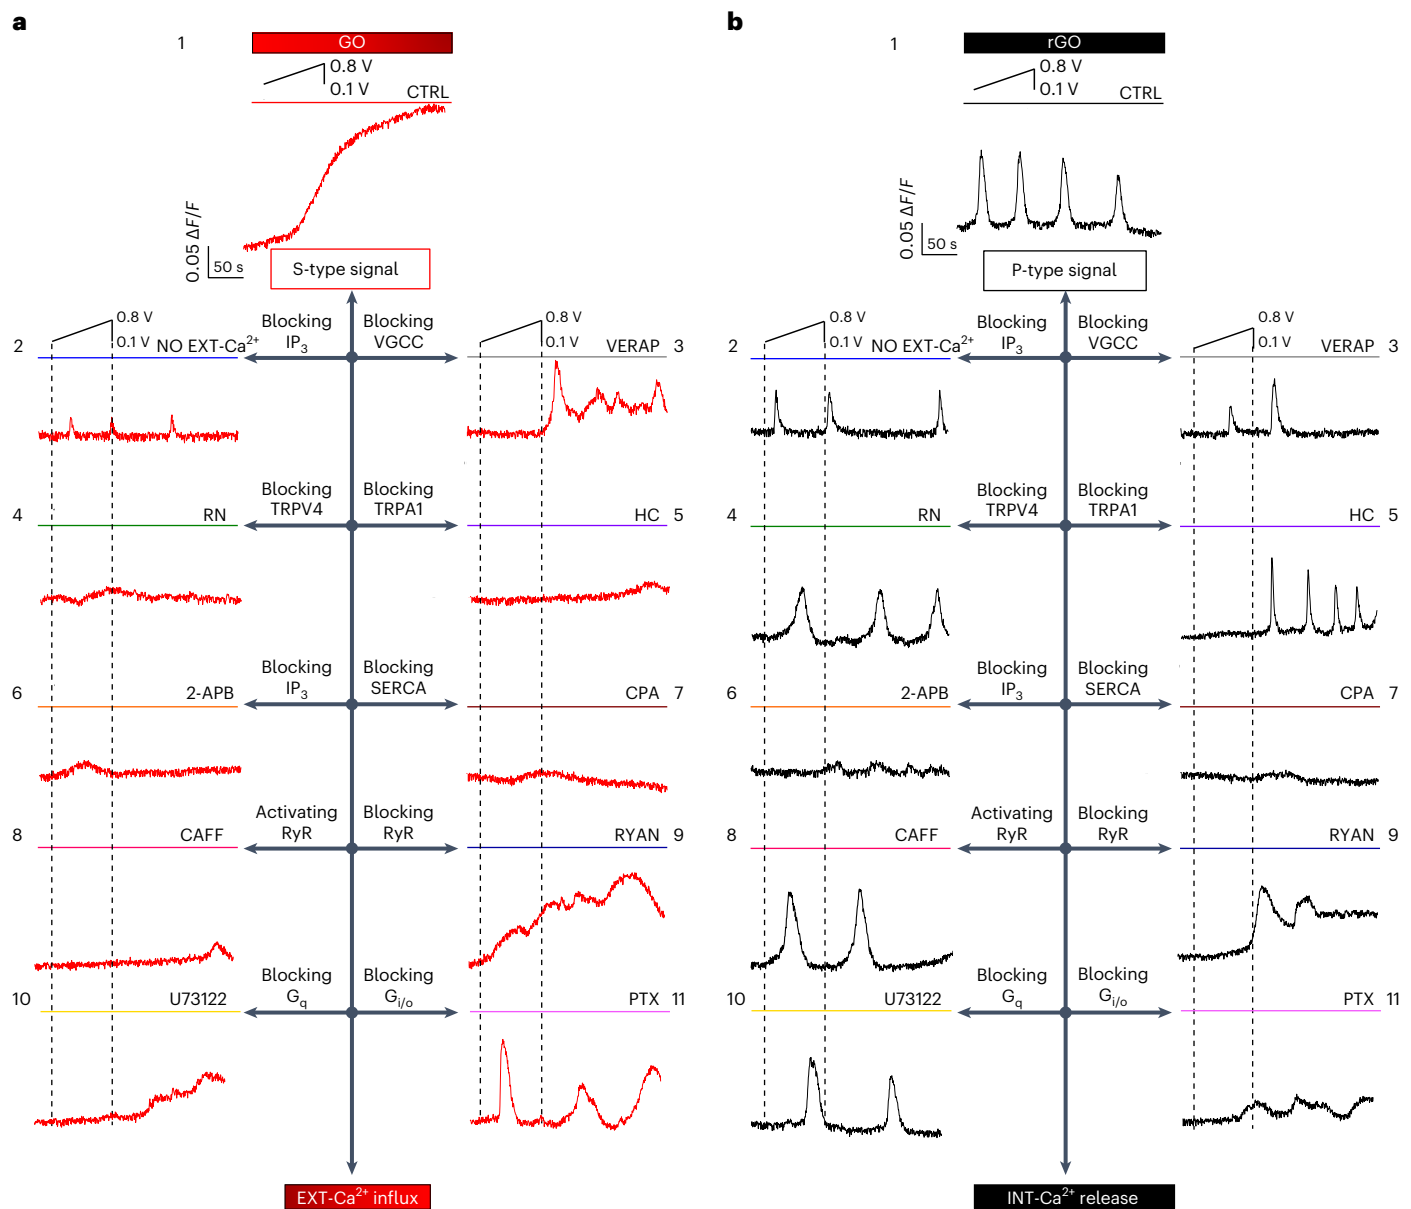 a
1
GO
0.8 V
0.1 V
CTRL
0.05 ΔF/F
50 s
S-type signal
0.8 V
0.1 V
2
NO EXT-Ca2+
Blocking
IP3
Blocking
VGCC
0.8 V
0.1 V
VERAP
3
4
RN
Blocking
TRPV4
Blocking
TRPA1
HC
5
6
2-APB
Blocking
IP3
Blocking
SERCA
CPA
7
8
CAFF
Activating
RyR
Blocking
RyR
RYAN
9
10
U73122
Blocking
Gq
Blocking
Gi/o
PTX
11
EXT-Ca2+ influx
b
1
rGO
0.8 V
0.1 V
CTRL
0.05 ΔF/F
50 s
P-type signal
0.8 V
0.1 V
2
NO EXT-Ca2+
Blocking
IP3
Blocking
VGCC
0.8 V
0.1 V
VERAP
3
4
RN
Blocking
TRPV4
Blocking
TRPA1
HC
5
6
2-APB
Blocking
IP3
Blocking
SERCA
CPA
7
8
CAFF
Activating
RyR
Blocking
RyR
RYAN
9
10
U73122
Blocking
Gq
Blocking
Gi/o
PTX
11
INT-Ca2+ release